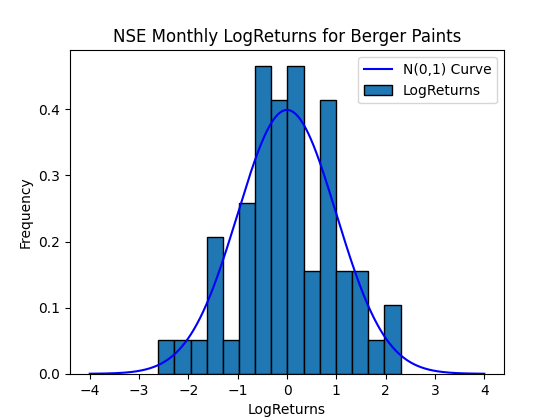 NSE Monthly LogReturns for Berger Paints
N(0,1) Curve
LogReturns
Frequency
0.4
0.3
0.2
0.1
0.0
−4 −3 −2 −1 0 1 2 3 4
LogReturns